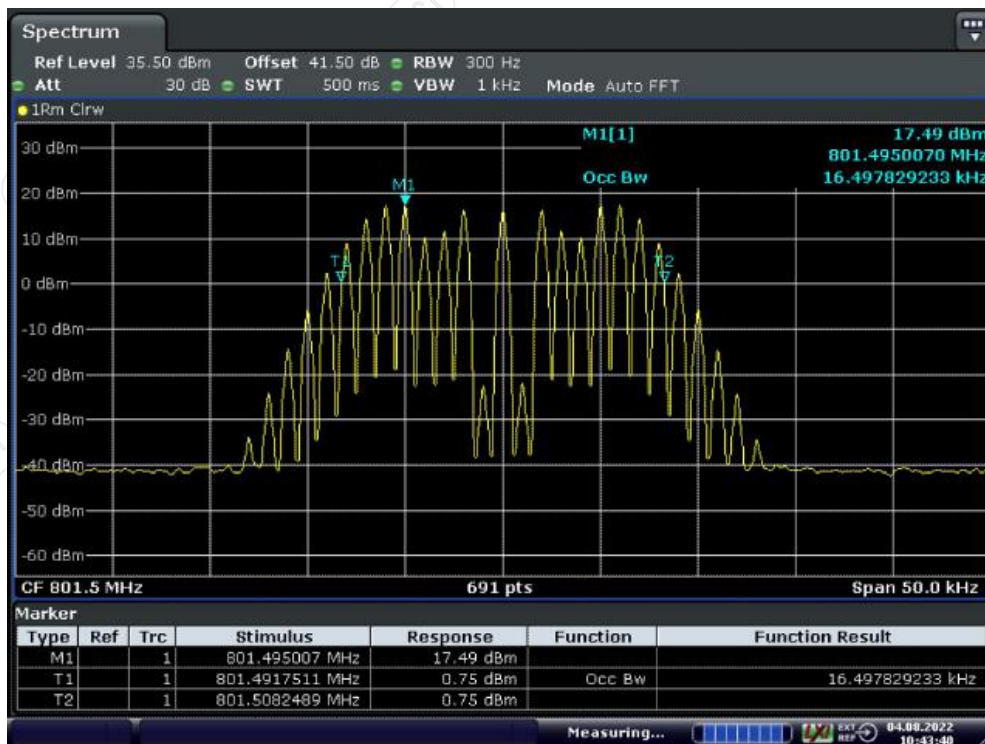 Spectrum
Ref Level 35.50 dBm Offset 41.50 dB RBW 300 Hz
Att 30 dB SWT 500 ms VBW 1 kHz Mode Auto FFT
1Rm Clrw
M1[1] 17.49 dBm
801.4950070 MHz
Occ Bw 16.497829233 kHz
30 dBm
20 dBm
M1
10 dBm
T1 T2
0 dBm
-10 dBm
-20 dBm
-30 dBm
-40 dBm
-50 dBm
-60 dBm
CF 801.5 MHz 691 pts Span 50.0 kHz
Marker
Type Ref Trc Stimulus Response Function Function Result
M1 1 801.495007 MHz 17.49 dBm
T1 1 801.4917511 MHz 0.75 dBm Occ Bw 16.497829233 kHz
T2 1 801.5082489 MHz 0.75 dBm
Measuring... LXI EXT REF 04.08.2022
10:43:40